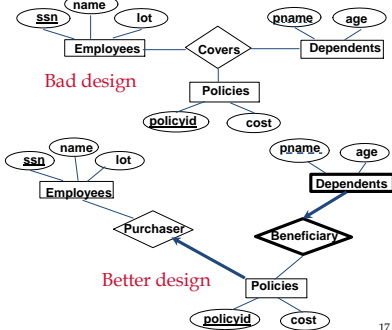 name
ssn
lot
pname
age
Employees
Covers
Dependents
Bad design
Policies
policyid
cost
name
ssn
lot
pname
age
Employees
Dependents
Purchaser
Beneficiary
Better design
Policies
policyid
cost
17